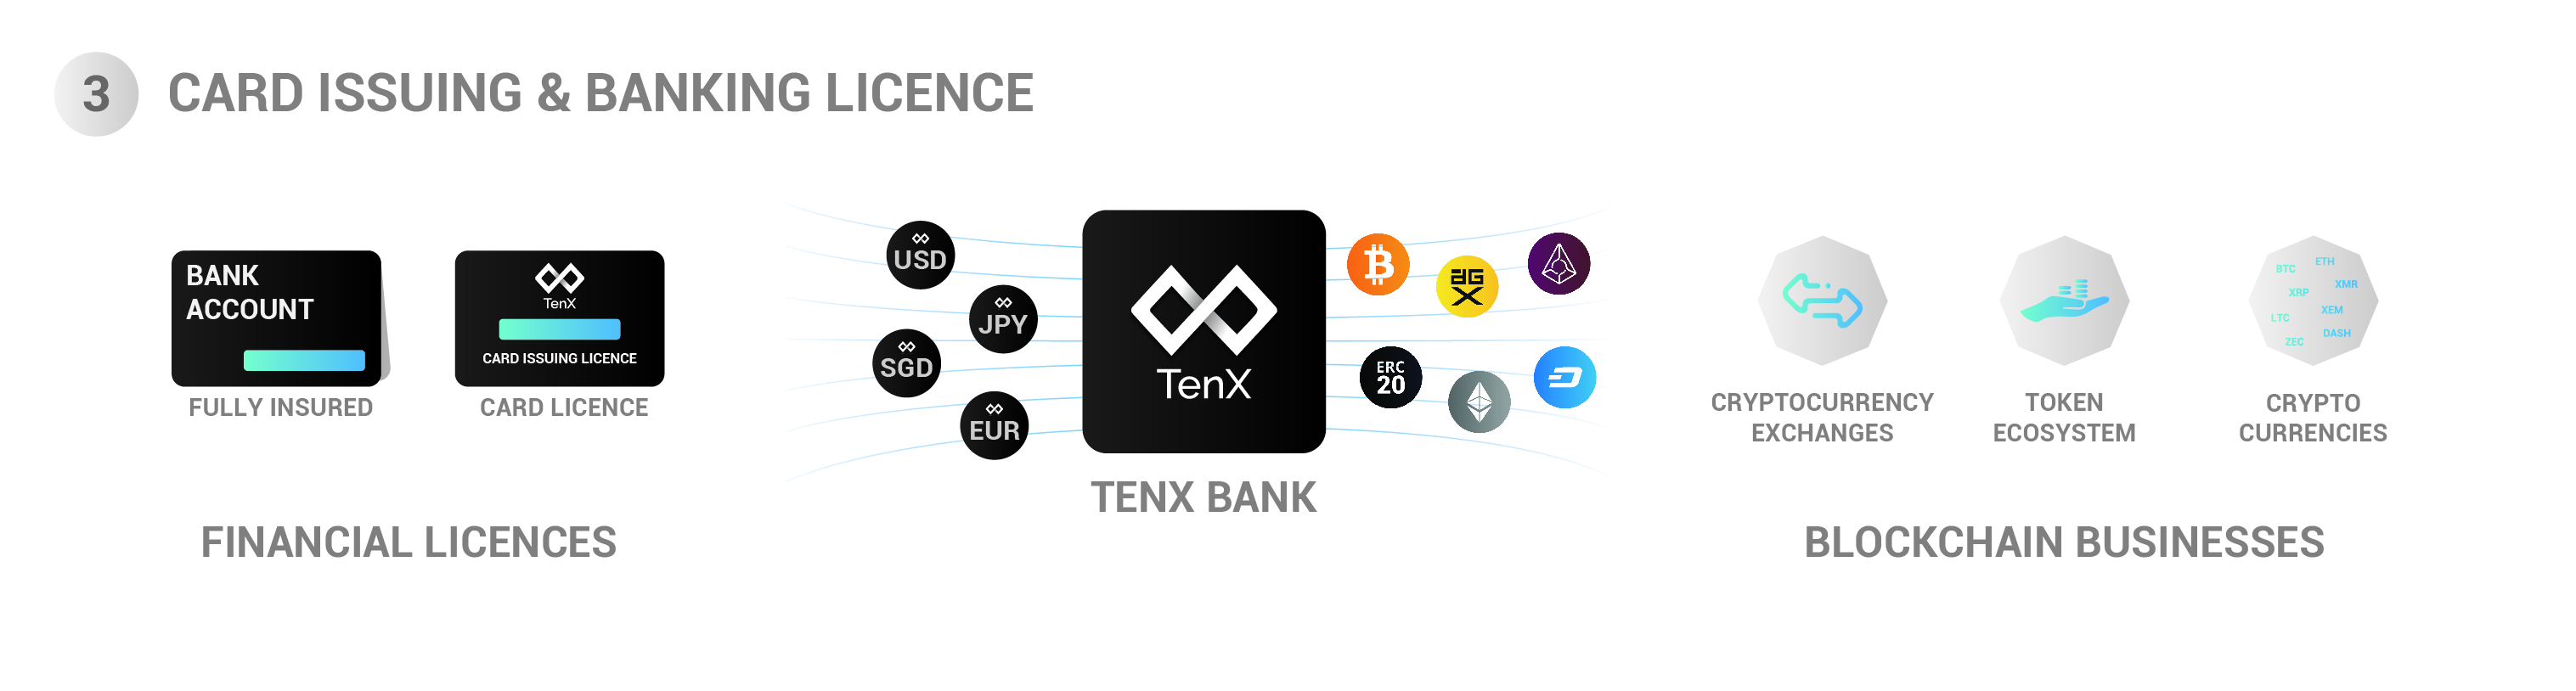 3
CARD ISSUING & BANKING LICENCE
BANK
ACCOUNT
FULLY INSURED
TenX
CARD ISSUING LICENCE
CARD LICENCE
FINANCIAL LICENCES
USD
JPY
SGD
EUR
TenX
TENX BANK
DG
X
ERC
20
CRYPTOCURRENCY
EXCHANGES
TOKEN
ECOSYSTEM
BTC
ETH
XRP
XMR
LTC
XEM
ZEC
DASH
CRYPTO
CURRENCIES
BLOCKCHAIN BUSINESSES